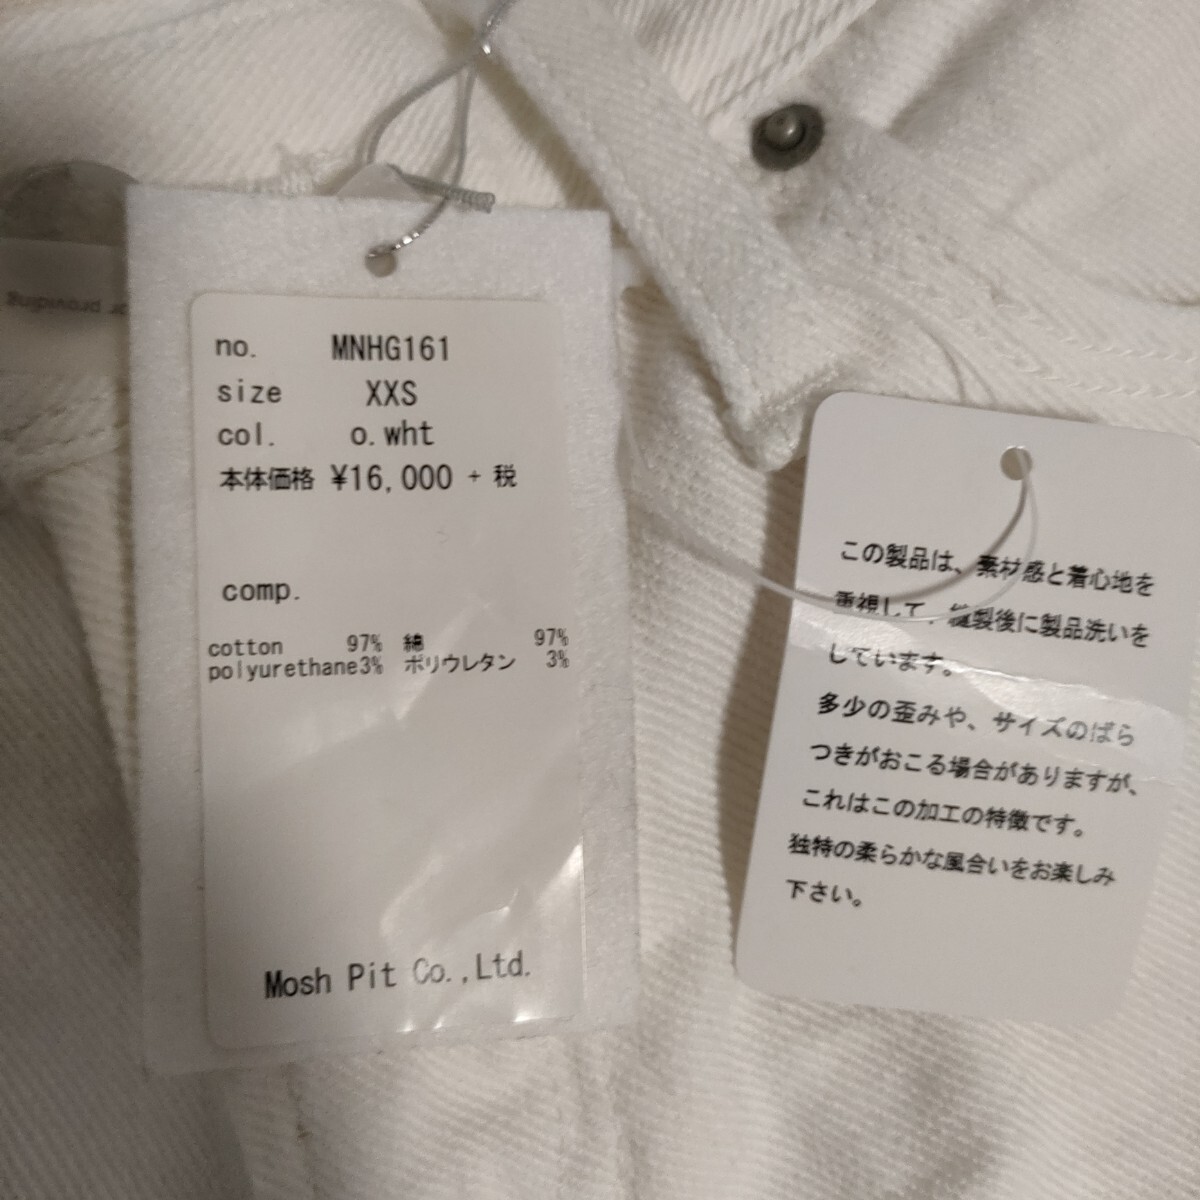 providing
no. MNHG161
size XXS
col. o.wht
本体価格 ¥16,000 + 税
comp.
cotton 97% 綿 97%
polyurethane3% ポリウレタン 3%
Mosh Pit Co.,Ltd.
この製品は、素材感と着心地を
重視して、縫製後に製品洗いを
しています。
多少の歪みや、サイズのばら
つきがおこる場合がありますが、
これはこの加工の特徴です。
独特の柔らかな風合いをお楽しみ
下さい。